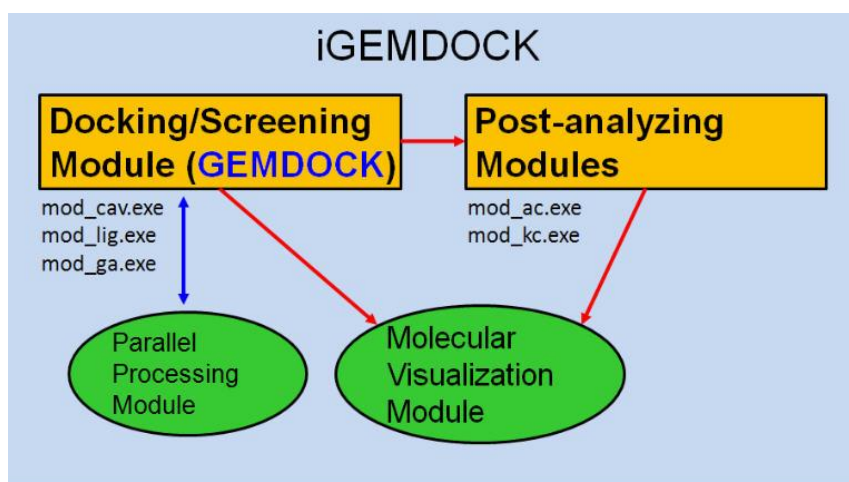 iGEMDOCK
Docking/Screening
Module (GEMDOCK)
mod_cav.exe
mod_lig.exe
mod_ga.exe
Post-analyzing
Modules
mod_ac.exe
mod_kc.exe
Parallel
Processing
Module
Molecular
Visualization
Module